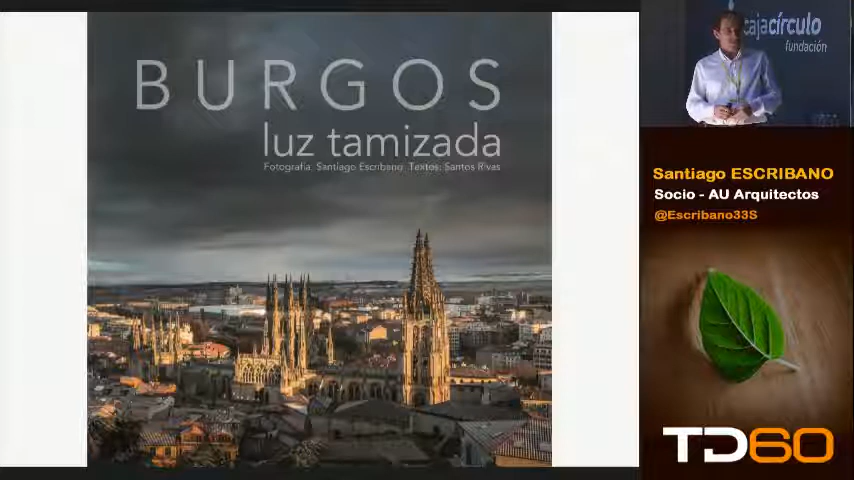 BURGOS
luz tamizada
Fotografía: Santiago Escribano Textos: Santos Rivas
cajacírculo
fundación
Santiago ESCRIBANO
Socio - AU Arquitectos
@Escribano33S
TD60